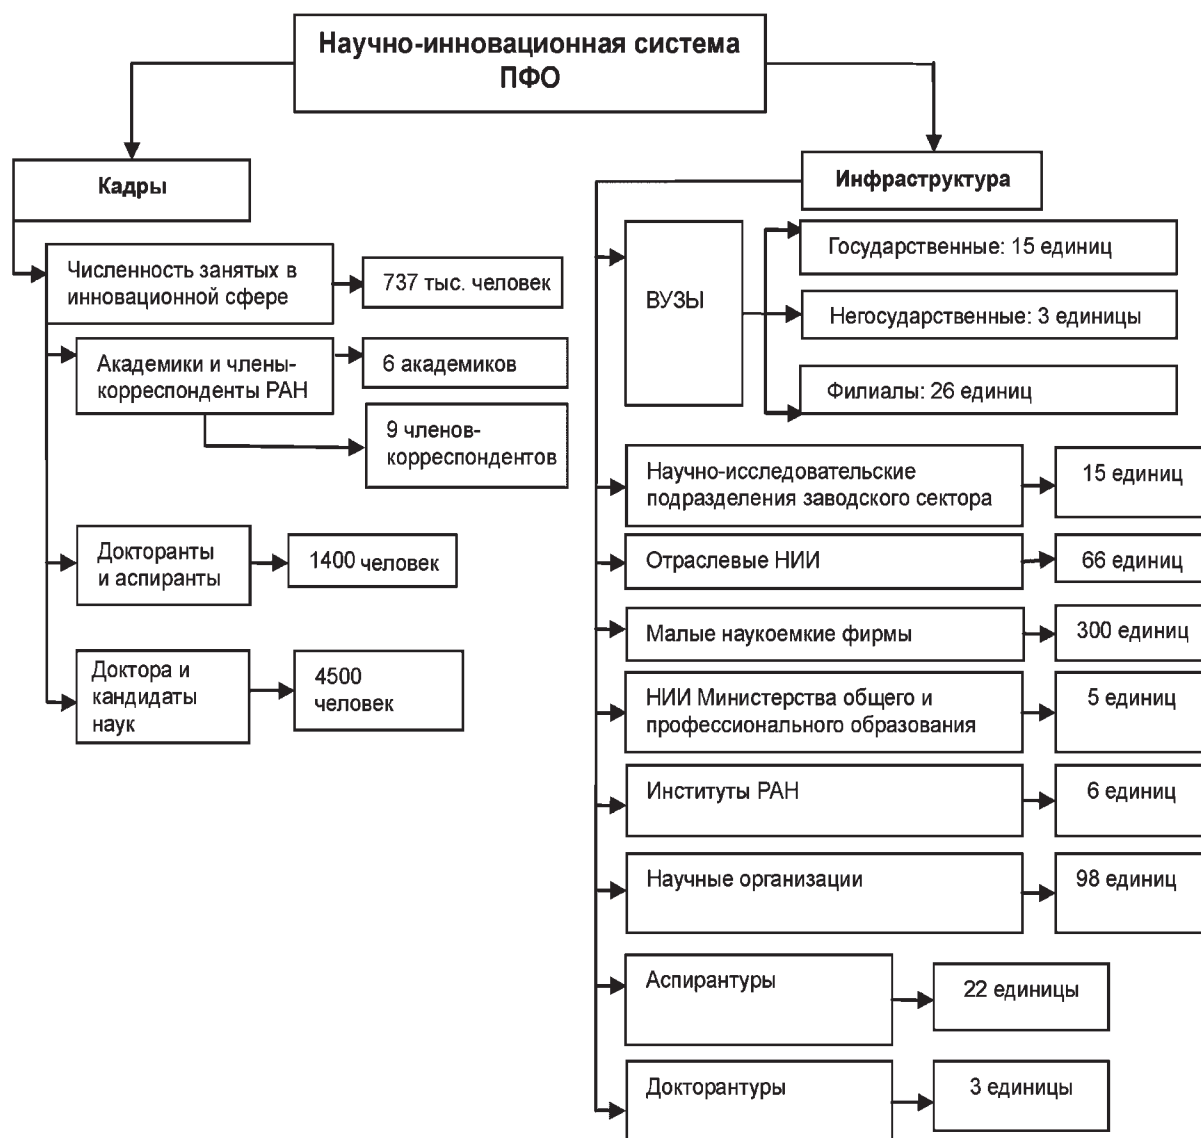 Научно-инновационная система
ПФО
Кадры
Численность занятых в
инновационной сфере
737 тыс. человек
Академики и члены-
корреспонденты РАН
6 академиков
9 членов-
корреспондентов
Докторанты
и аспиранты
1400 человек
Доктора и
кандидаты
наук
4500
человек
Инфраструктура
ВУЗЫ
Государственные: 15 единиц
Негосударственные: 3 единицы
Филиалы: 26 единиц
Научно-исследовательские
подразделения заводского сектора
15 единиц
Отраслевые НИИ
66 единиц
Малые наукоемкие фирмы
300 единиц
НИИ Министерства общего и
профессионального образования
5 единиц
Институты РАН
6 единиц
Научные организации
98 единиц
Аспирантуры
22 единицы
Докторантуры
3 единицы